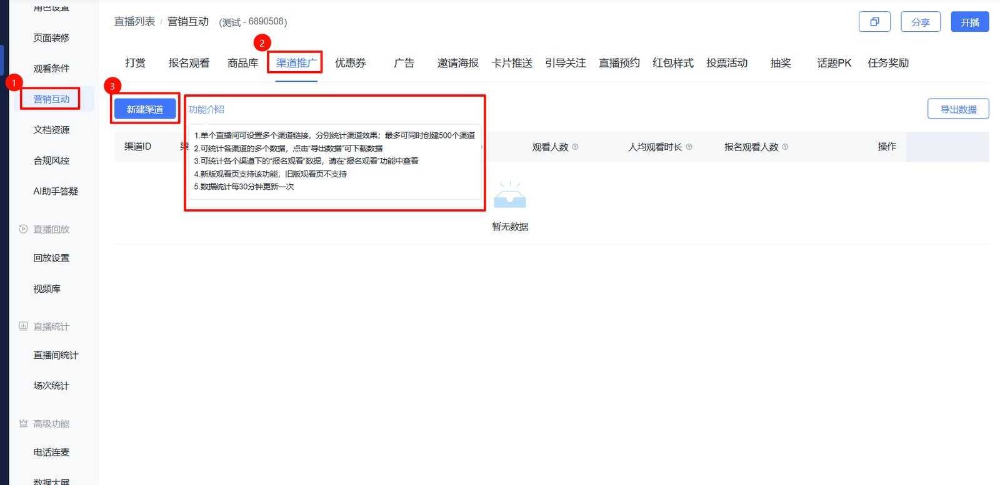 角色设置
页面装修
观看条件
1
营销互动
文档资源
合规风控
AI助手答疑
直播回放
回放设置
视频库
直播统计
直播间统计
场次统计
高级功能
电话连麦
数据大屏
直播列表 / 营销互动 (测试 - 6890508)
分享
开播
2
打赏
报名观看
商品库
渠道推广
优惠券
广告
邀请海报
卡片推送
引导关注
直播预约
红包样式
投票活动
抽奖
话题PK
任务奖励
3
新建渠道
功能介绍
导出数据
1.单个直播间可设置多个渠道链接，分别统计渠道效果；最多可同时创建500个渠道
2.可统计各渠道的多个数据，点击“导出数据”可下载数据
3.可统计各个渠道下的“报名观看”数据，请在“报名观看”功能中查看
4.新版观看页支持该功能，旧版观看页不支持
5.数据统计每30分钟更新一次
渠道ID
观看人数
人均观看时长
报名观看人数
操作
暂无数据